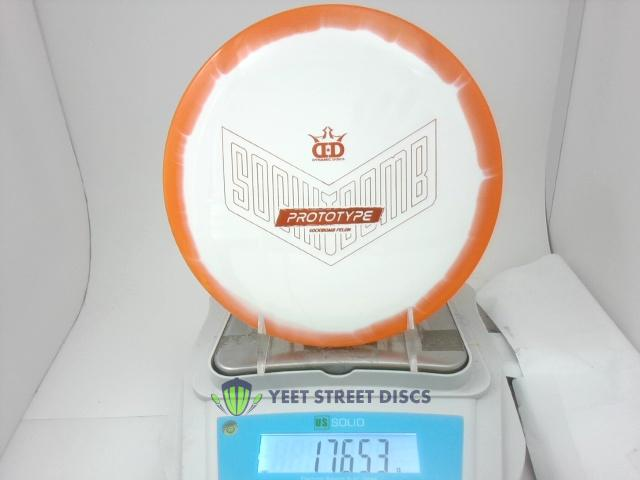 DYNAMIC DISCS
SOCKIBOMB
PROTOTYPE
SOCKIBOMB FELON
YEET STREET DISCS
US SOLID
176.53 g